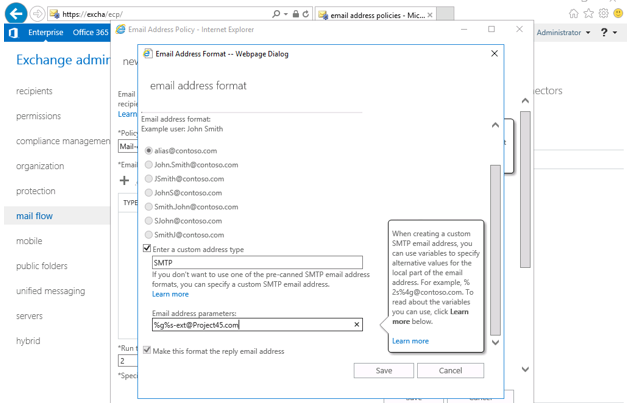 https://excha/ecp/
email address policies - Mic...
Enterprise Office 365
Administrator ?
Email Address Policy - Internet Explorer
Email Address Format -- Webpage Dialog
Exchange admin
new
ectors
recipients
permissions
compliance management
organization
protection
mail flow
mobile
public folders
unified messaging
servers
hybrid
Email
recipie
Learn
*Policy
Mail-
*Email
TYPE
*Run t
2
*Spec
email address format
Email address format:
Example user: John Smith
alias@contoso.com
John.Smith@contoso.com
JSmith@contoso.com
JohnS@contoso.com
Smith.John@contoso.com
SJohn@contoso.com
SmithJ@contoso.com
Enter a custom address type
SMTP
If you don't want to use one of the pre-canned SMTP email address
formats, you can specify a custom SMTP email address.
Learn more
Email address parameters:
%g%s-ext@Project45.com
Make this format the reply email address
When creating a custom
SMTP email address, you
can use variables to specify
alternative values for the
local part of the email
address. For example, %
2s%4g@contoso.com. To
read about the variables
you can use, click Learn
more below.
Learn more
Save Cancel